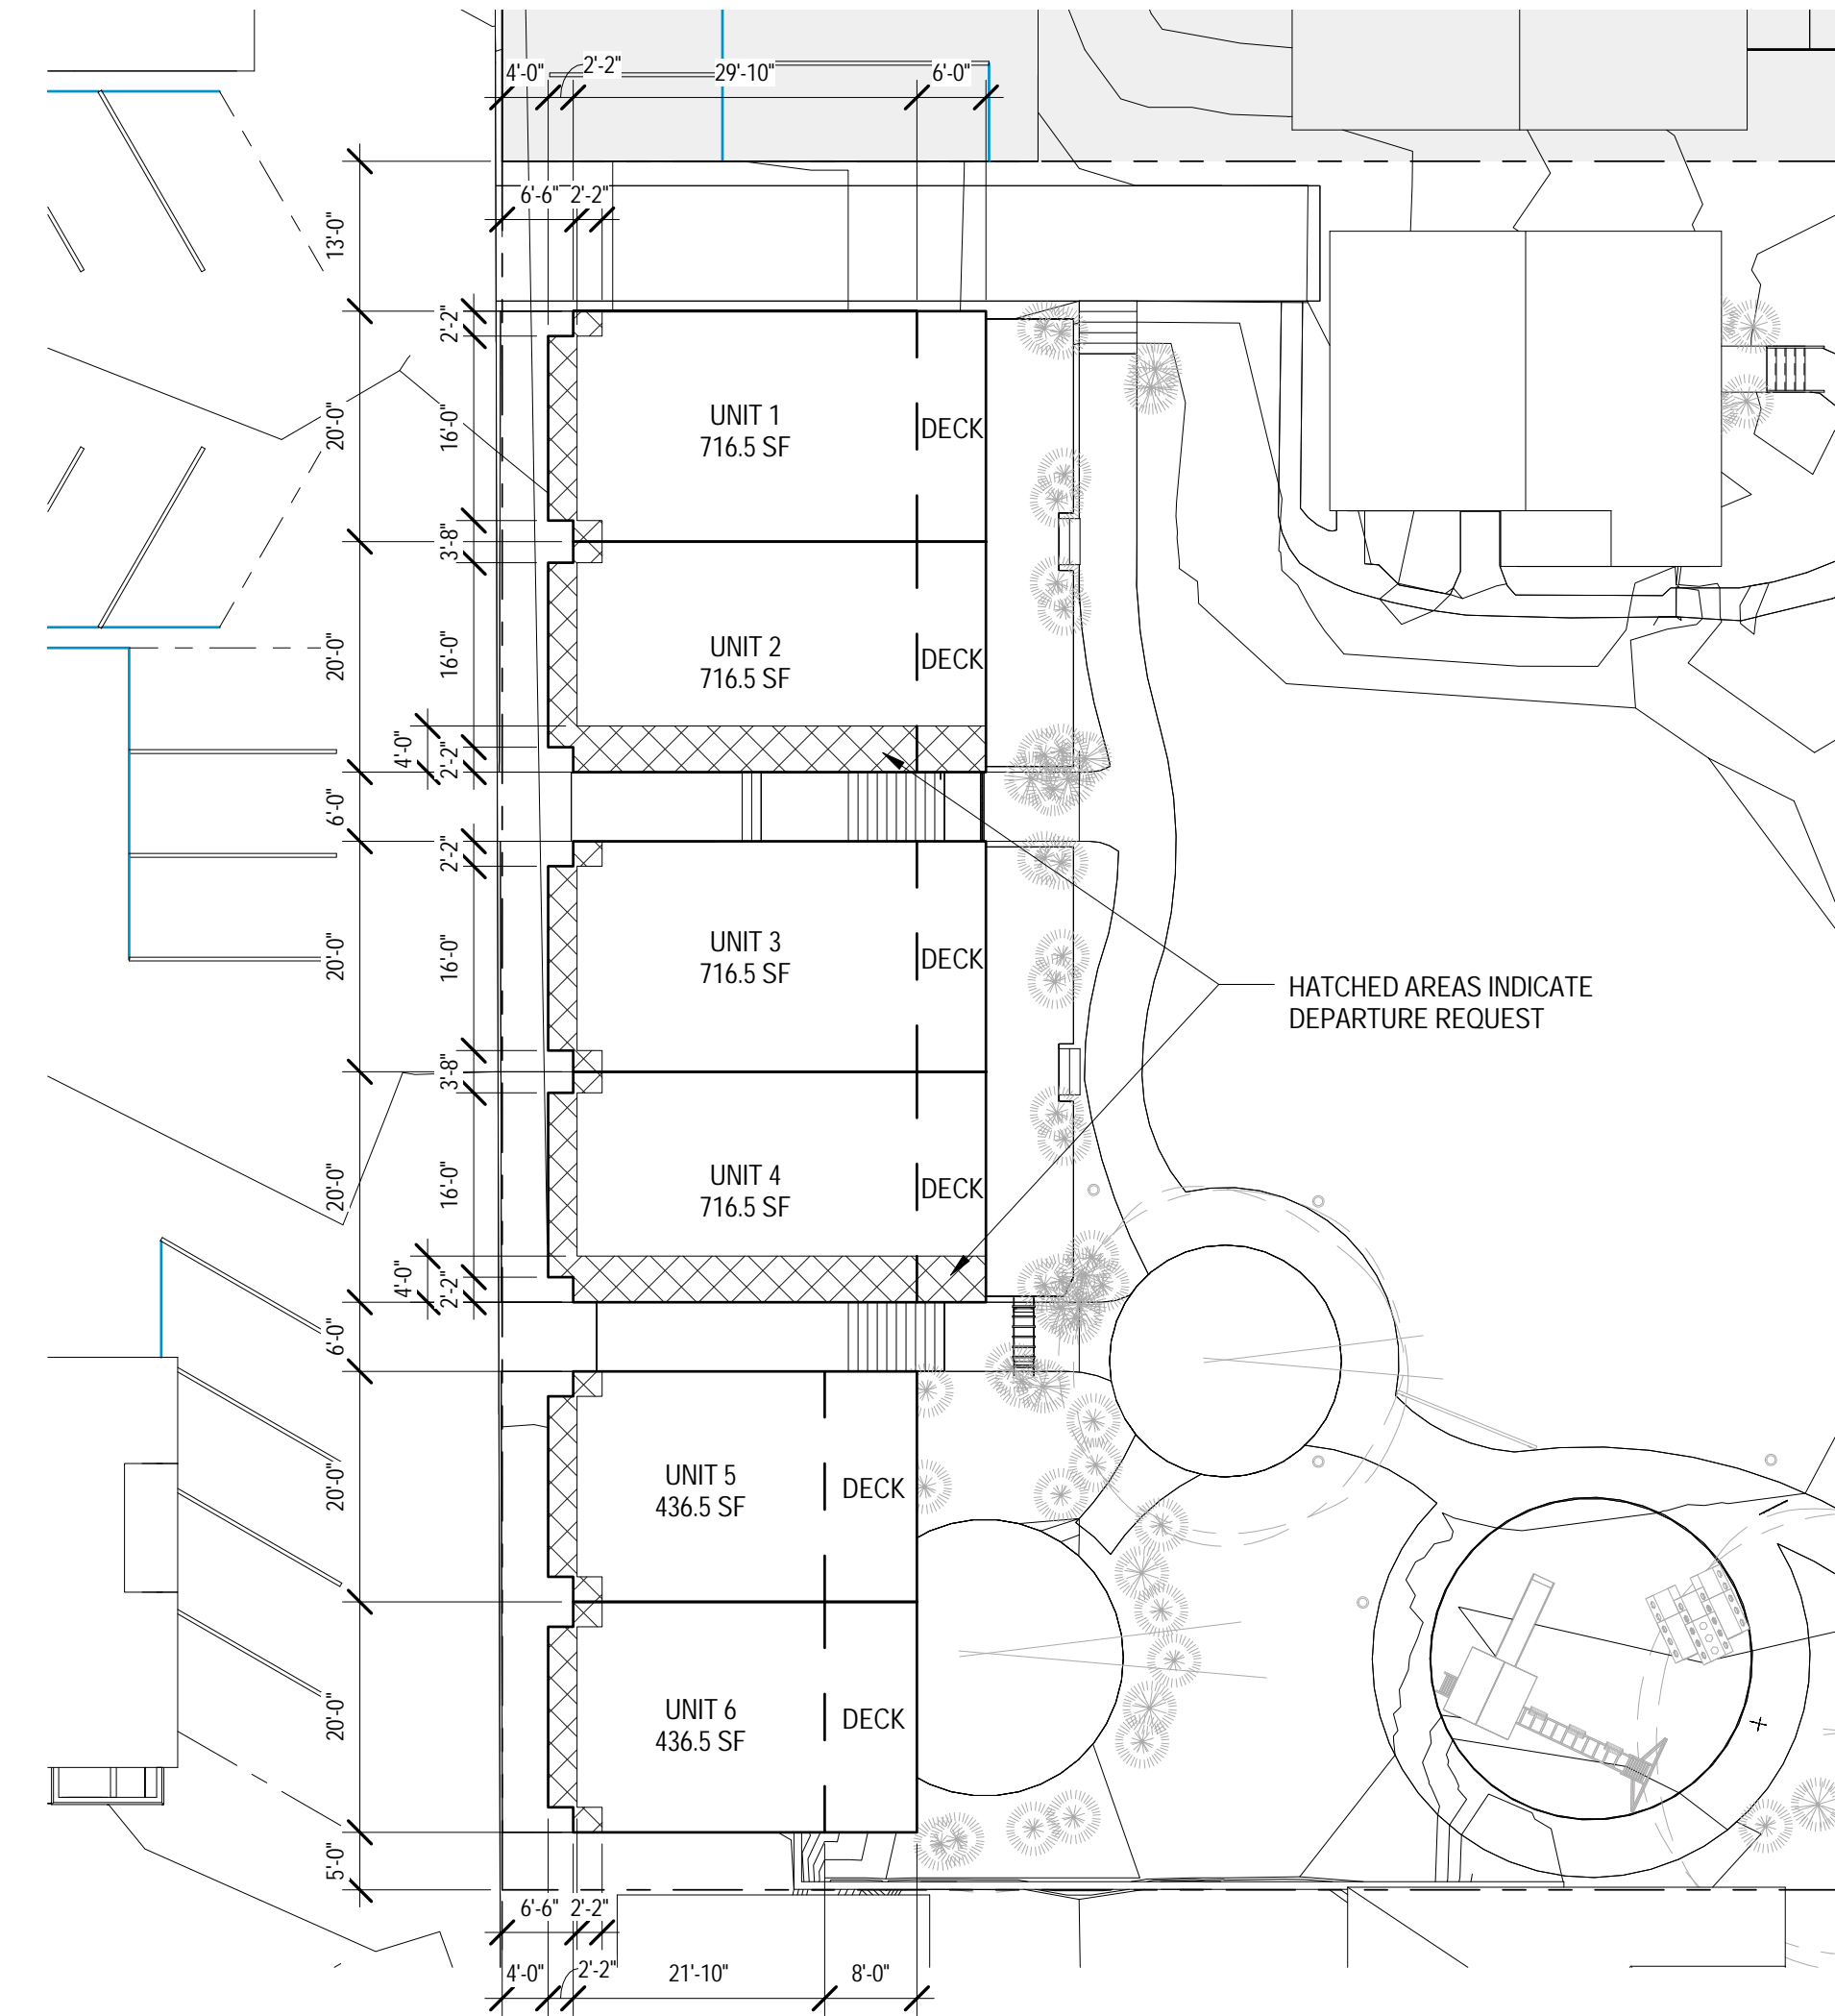 4'-0"
2'-2"
29'-10"
6'-0"
6'-6"
2'-2"
13'-0"
2'-2"
20'-0"
16'-0"
UNIT 1
716.5 SF
DECK
3'-8"
20'-0"
16'-0"
UNIT 2
716.5 SF
DECK
4'-0"
2'-2"
6'-0"
2'-2"
20'-0"
16'-0"
UNIT 3
716.5 SF
DECK
HATCHED AREAS INDICATE
DEPARTURE REQUEST
3'-8"
20'-0"
16'-0"
UNIT 4
716.5 SF
DECK
4'-0"
2'-2"
6'-0"
20'-0"
UNIT 5
436.5 SF
DECK
20'-0"
UNIT 6
436.5 SF
DECK
5'-0"
6'-6"
2'-2"
4'-0"
2'-2"
21'-10"
8'-0"